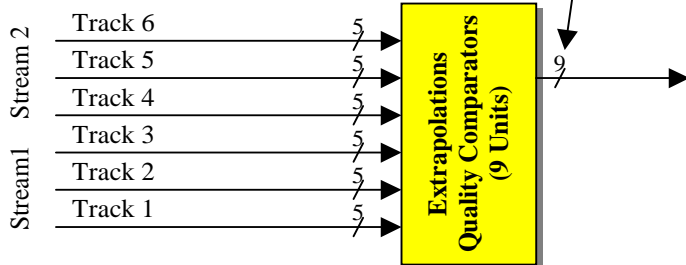 Stream 2
Stream1
Track 6
5
Track 5
5
Track 4
5
Track 3
5
Track 2
5
Track 1
5
Extrapolations
Quality Comparators
(9 Units)
9